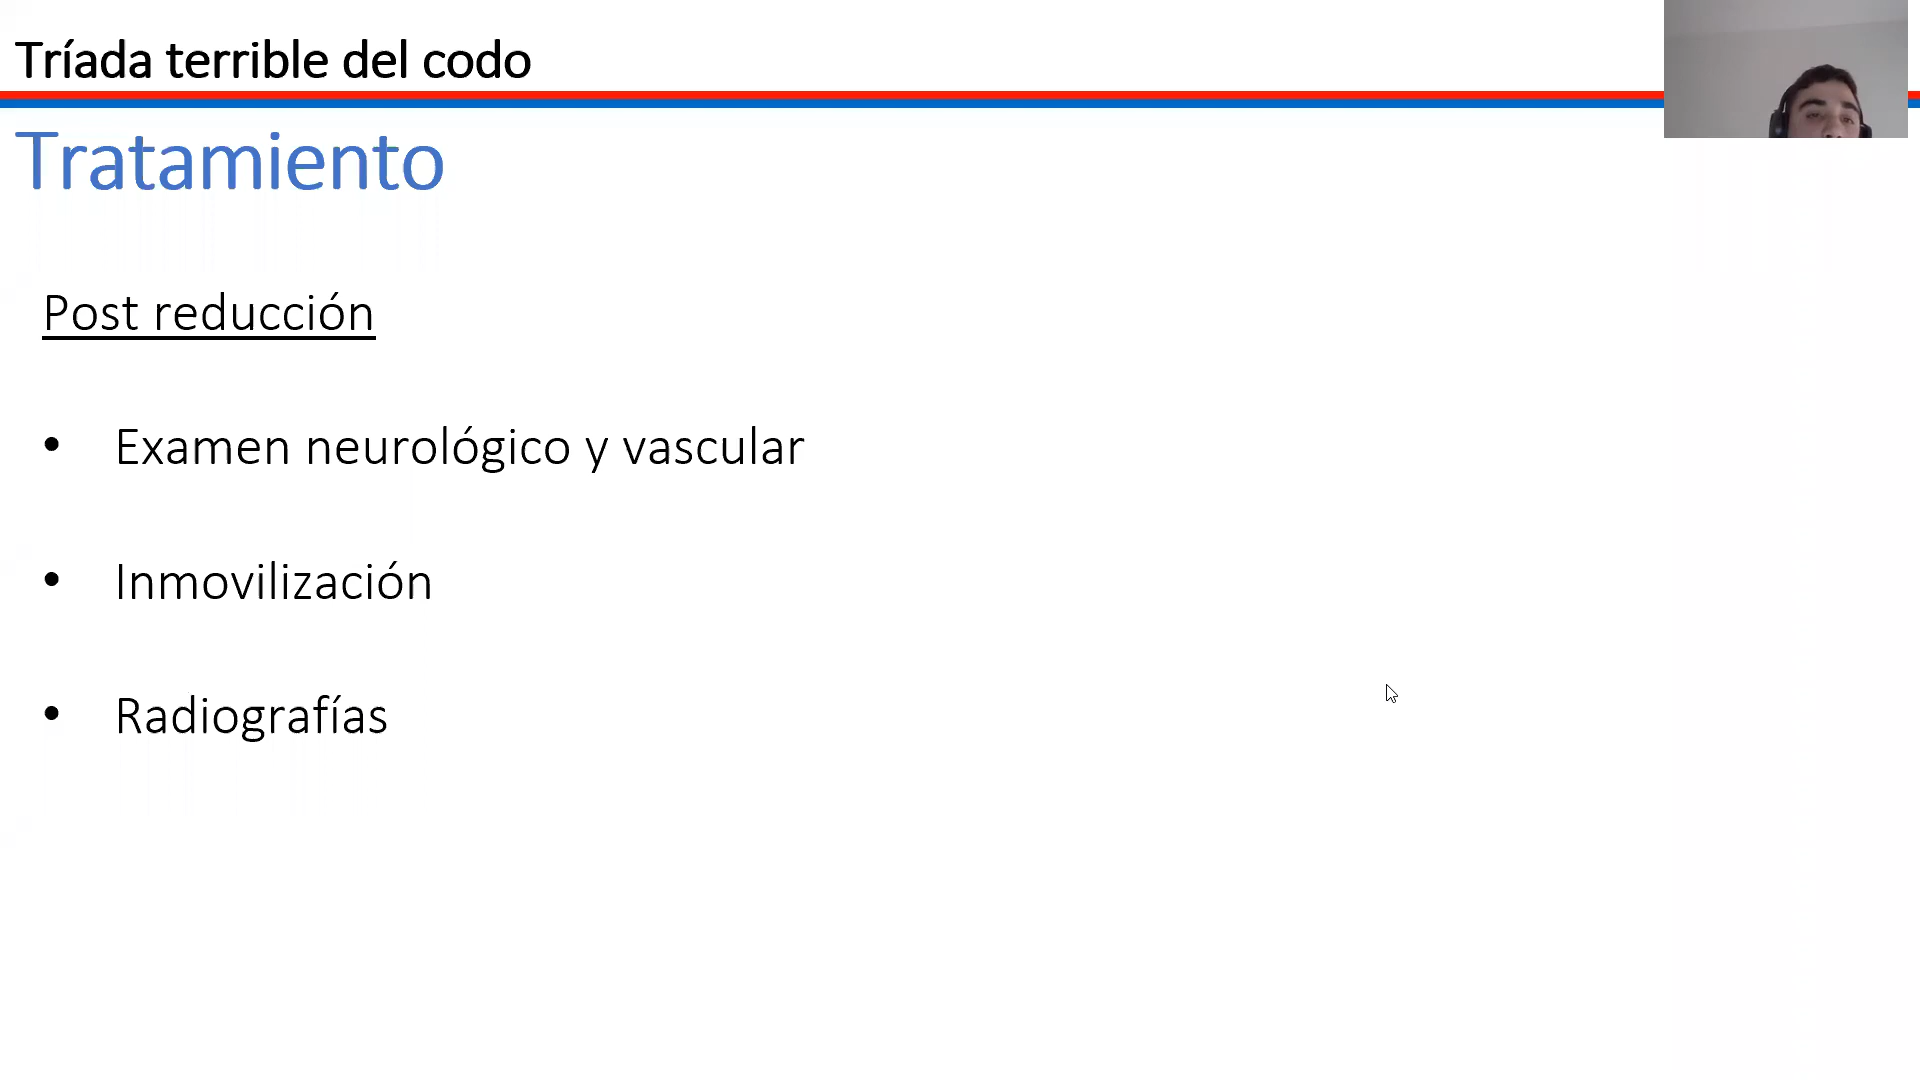 Tríada terrible del codo
Tratamiento
Post reducción
• Examen neurológico y vascular
• Inmovilización
• Radiografías